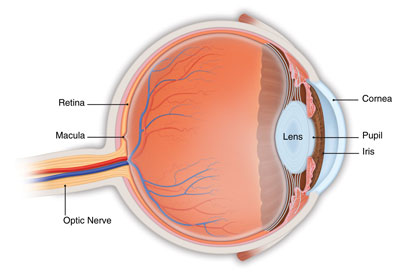 Retina
Macula
Optic Nerve
Lens
Cornea
Pupil
Iris